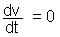 dv/dt = 0